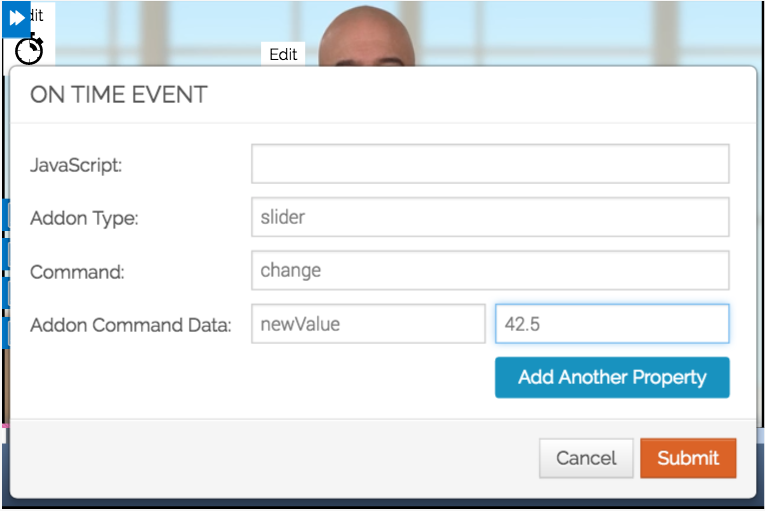 dit
Edit
ON TIME EVENT
JavaScript:
Addon Type: slider
Command: change
Addon Command Data: newValue 42.5
Add Another Property
Cancel Submit